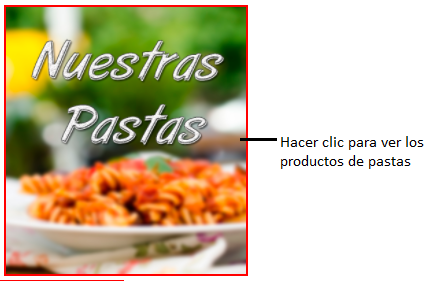 Nuestras
Pastas
Hacer clic para ver los
productos de pastas